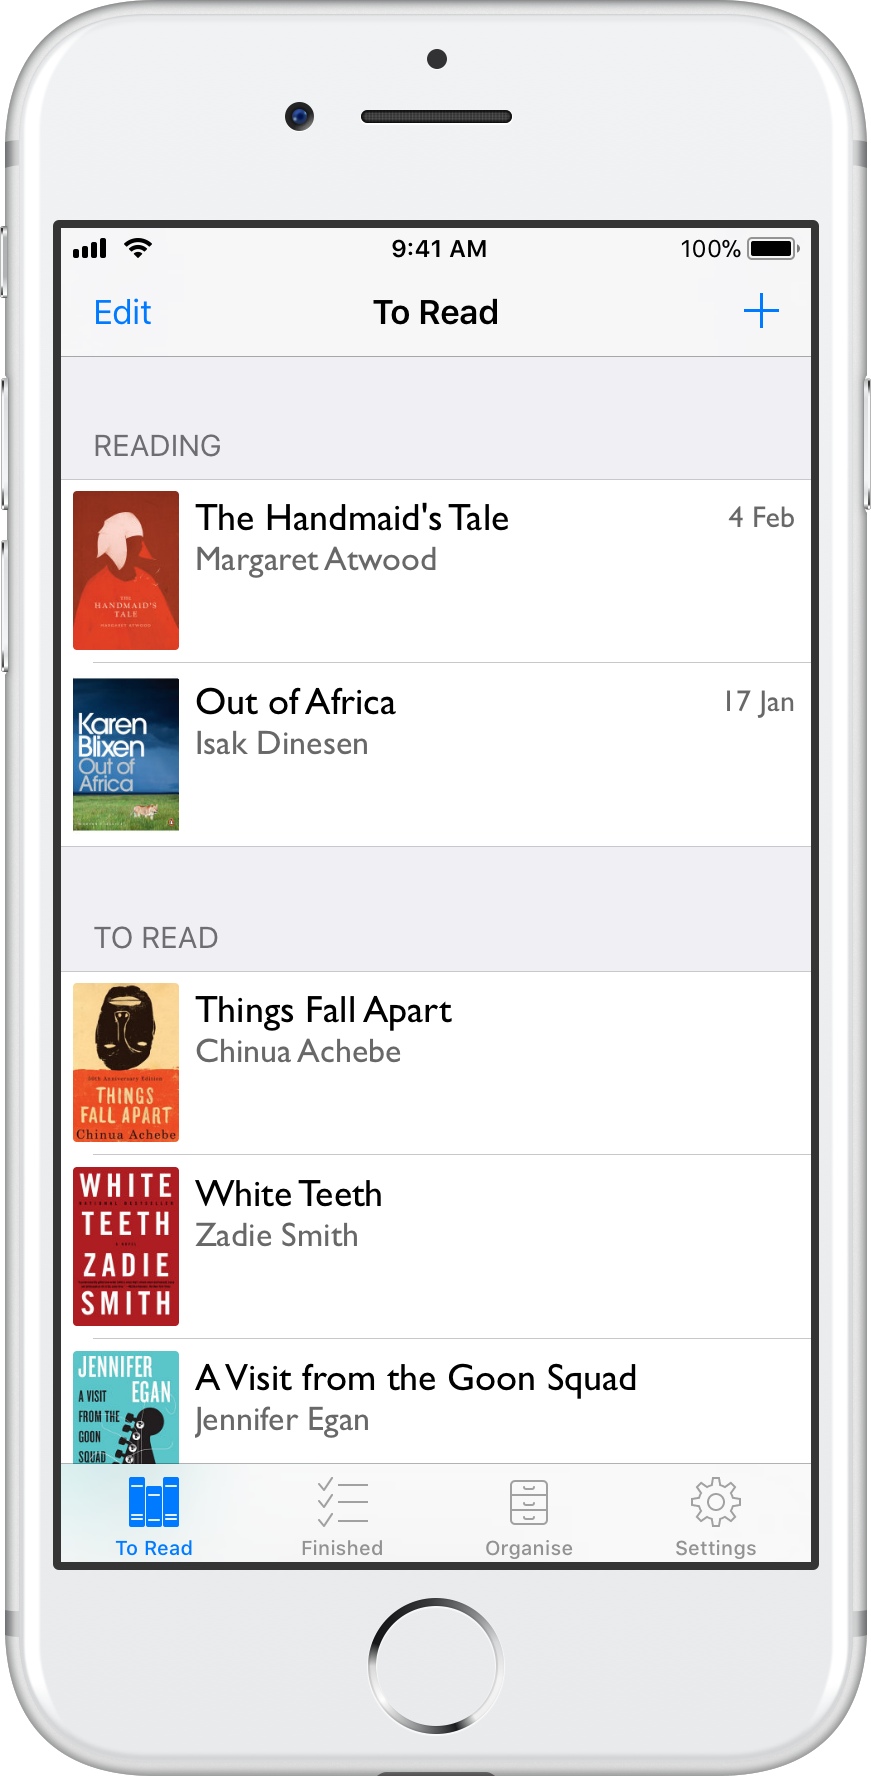 9:41 AM
100%
Edit
To Read
READING
The Handmaid's Tale
4 Feb
Margaret Atwood
THE
HANDMAID'S
TALE
MARGARET ATWOOD
Out of Africa
17 Jan
Isak Dinesen
Karen
Blixen
Out of
Africa
TO READ
Things Fall Apart
Chinua Achebe
50th Anniversary Edition
THINGS
FALL APART
Chinua Achebe
White Teeth
Zadie Smith
WHITE
NATIONAL BESTSELLER
TEETH
A NOVEL
ZADIE
SMITH
A Visit from the Goon Squad
Jennifer Egan
JENNIFER
EGAN
A VISIT
FROM THE
GOON
SQUAD
To Read
Finished
Organise
Settings